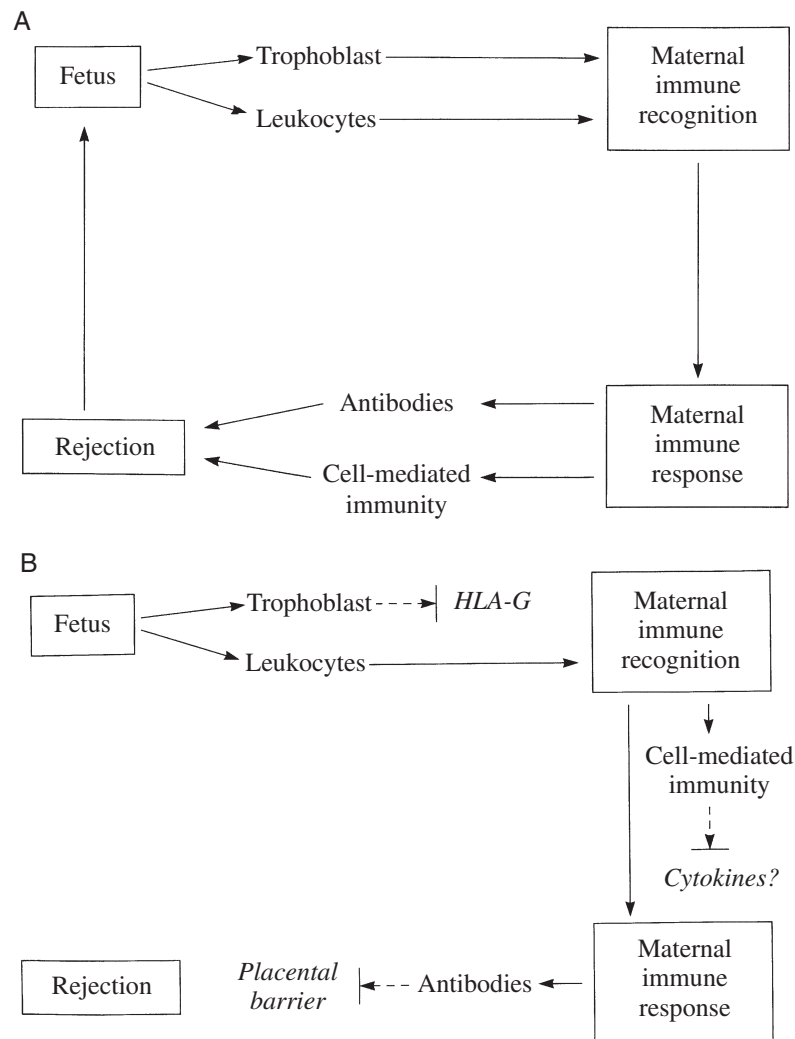 A
Fetus
Trophoblast
Leukocytes
Maternal
immune
recognition
Antibodies
Cell-mediated
immunity
Rejection
Maternal
immune
response
B
Fetus
Trophoblast
HLA-G
Leukocytes
Maternal
immune
recognition
Cell-mediated
immunity
Cytokines?
Rejection
Placental
barrier
Antibodies
Maternal
immune
response